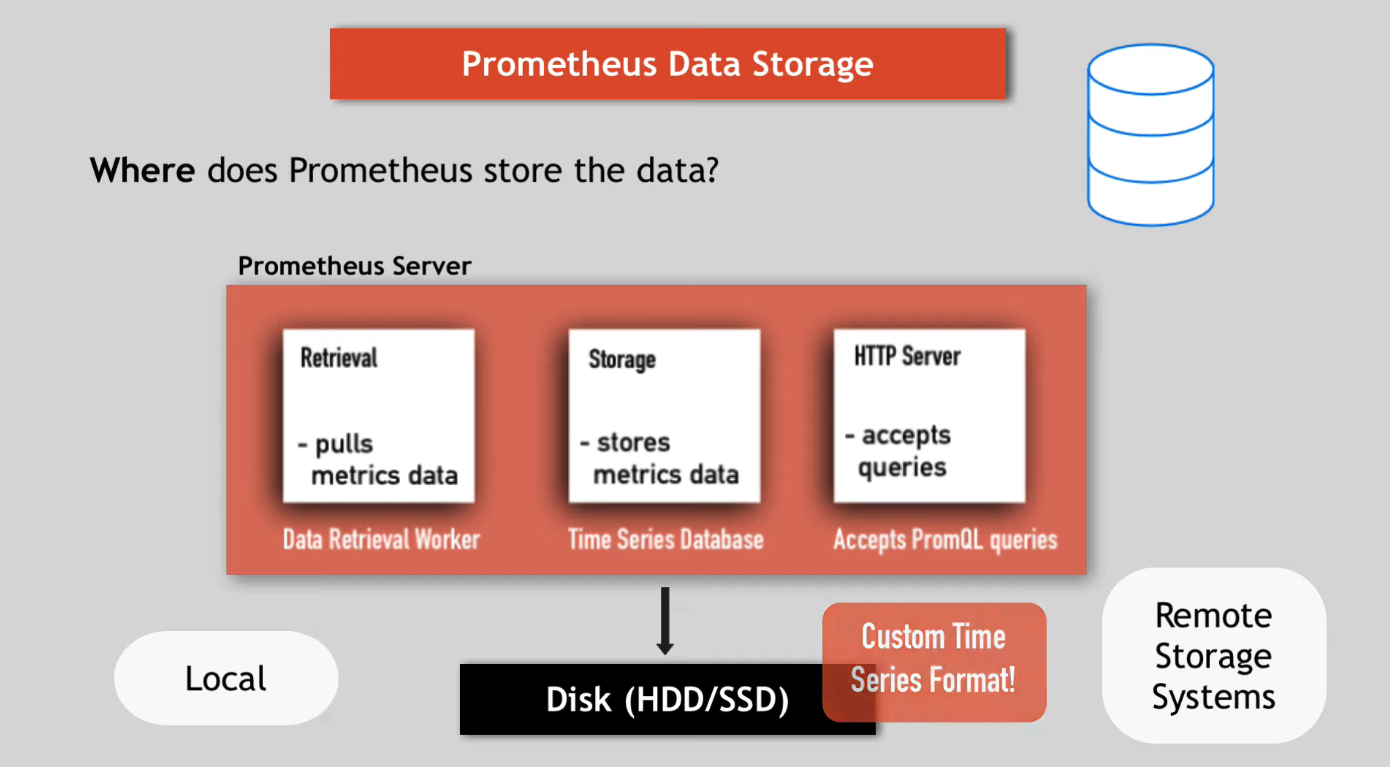 Prometheus Data Storage
Where does Prometheus store the data?
Prometheus Server
Retrieval
- pulls
metrics data
Data Retrieval Worker
Storage
- stores
metrics data
Time Series Database
HTTP Server
- accepts
queries
Accepts PromQL queries
Local
Disk (HDD/SSD)
Custom Time
Series Format!
Remote
Storage
Systems